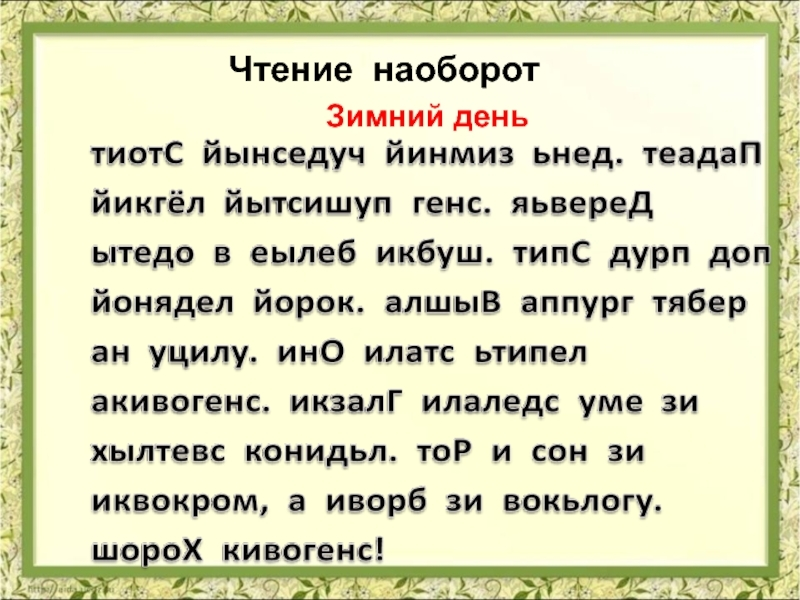 Чтение наоборот
Зимний день
тиотС йынседуч йинмиз ьнед. теадаП
йикгёл йытсишуп генс. яьвереД
ытедо в еылеб икбуш. типС дурп доп
йонядел йорок. алшыВ аппург тябер
ан уцилу. инО илатс ьтипел
акивогенс. икзалГ илаледс уме зи
хылтевс конидьл. тоР и сон зи
иквокром, а иворб зи вокьлогу.
шороХ кивогенс!